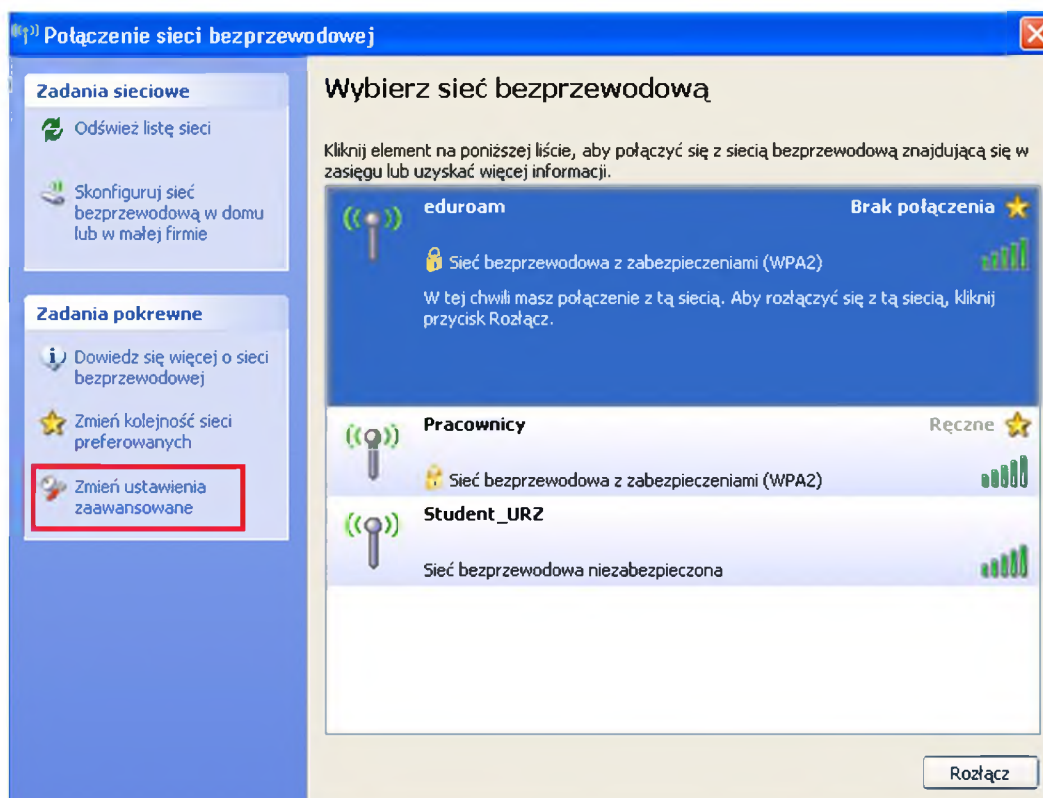 Połączenie sieci bezprzewodowej
Zadania sieciowe
Odśwież listę sieci
Skonfiguruj sieć
bezprzewodową w domu
lub w małej firmie
Zadania pokrewne
Dowiedz się więcej o sieci
bezprzewodowej
Zmień kolejność sieci
preferowanych
Zmień ustawienia
zaawansowane
Wybierz sieć bezprzewodową
Kliknij element na poniższej liście, aby połączyć się z siecią bezprzewodową znajdującą się w
zasięgu lub uzyskać więcej informacji.
eduroam Brak połączenia
Sieć bezprzewodowa z zabezpieczeniami (WPA2)
W tej chwili masz połączenie z tą siecią. Aby rozłączyć się z tą siecią, kliknij
przycisk Rozłącz.
Pracownicy Ręczne
Sieć bezprzewodowa z zabezpieczeniami (WPA2)
Student_URZ
Sieć bezprzewodowa niezabezpieczona
Rozłącz